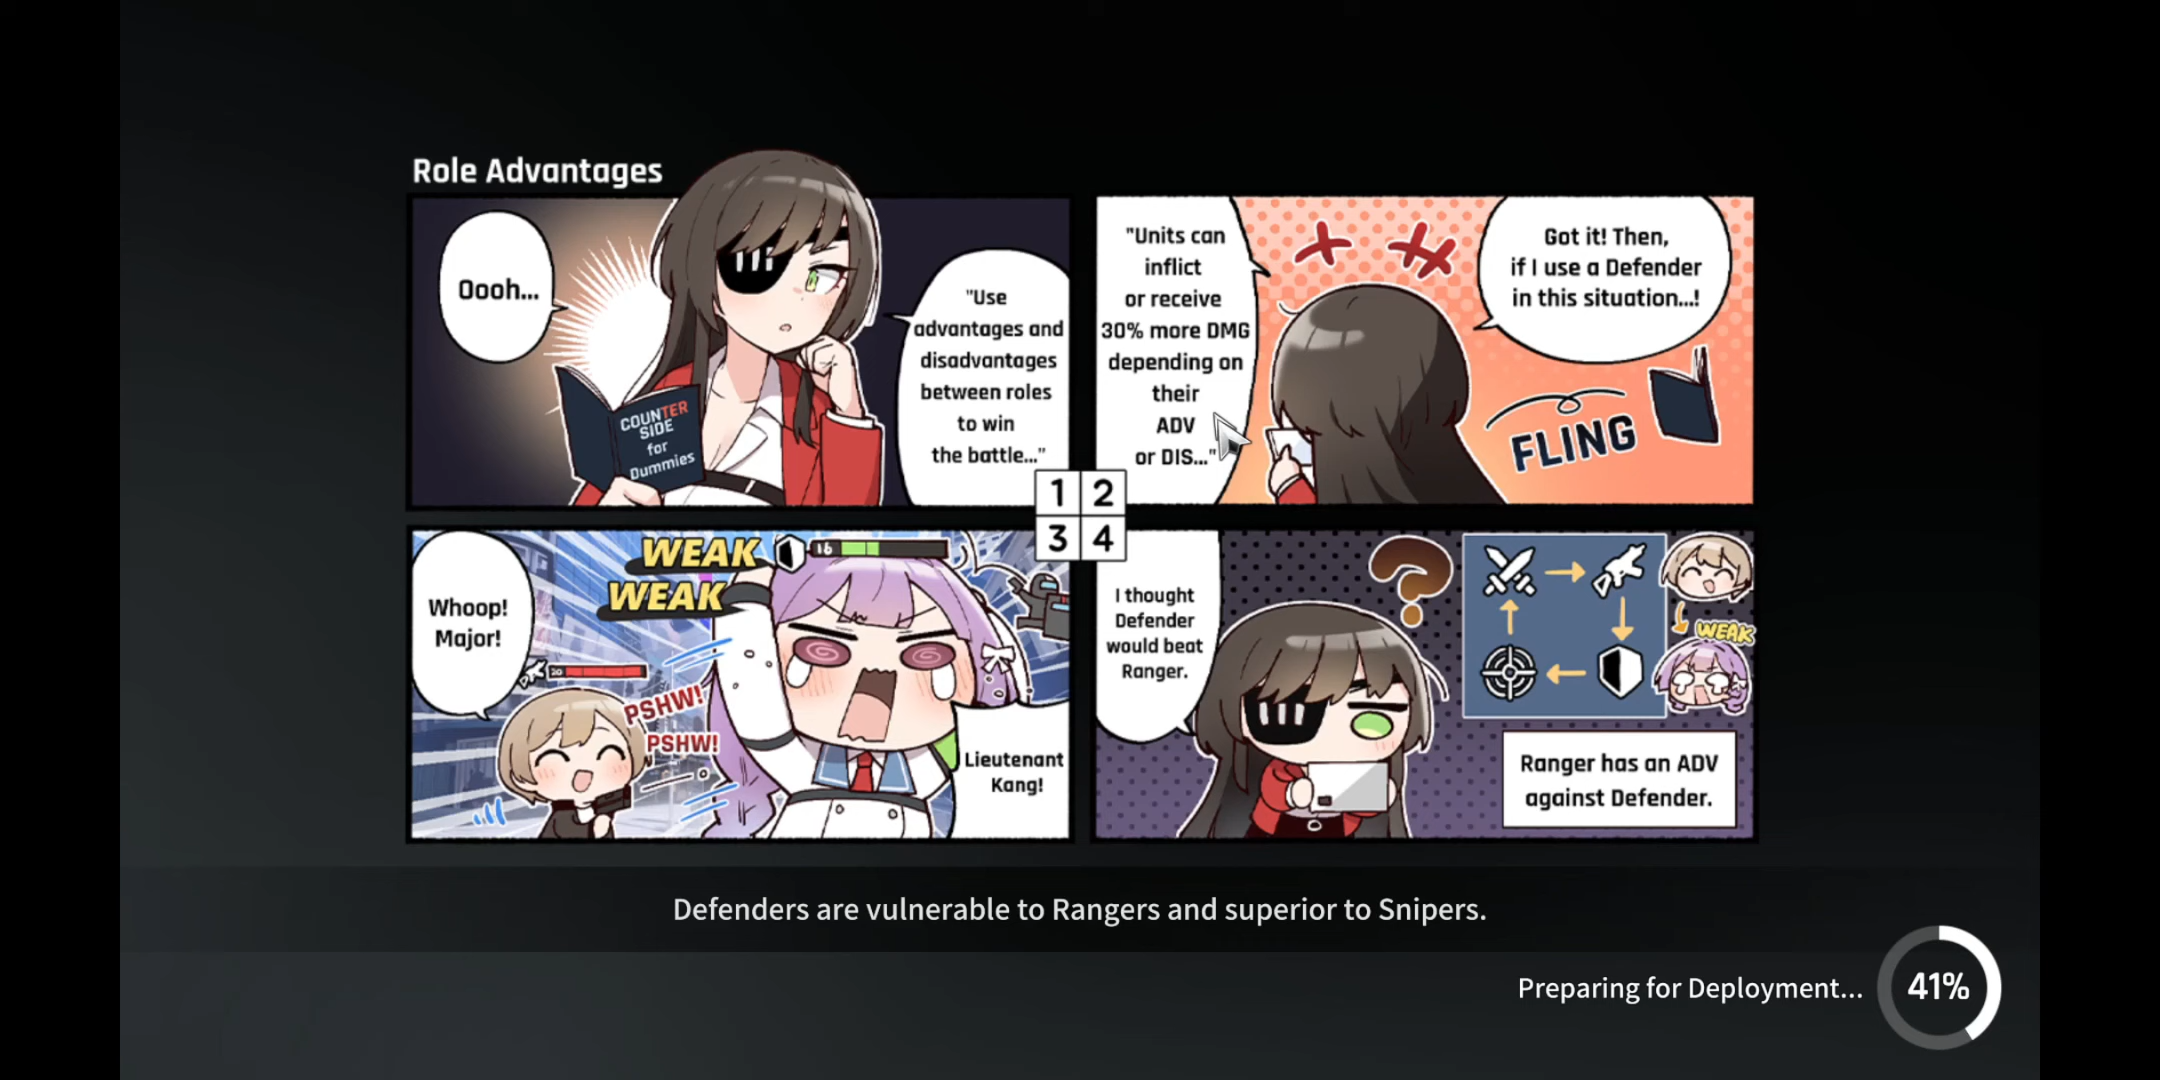 Role Advantages
Oooh...
COUNTER
SIDE
for
Dummies
"Use
advantages and
disadvantages
between roles
to win
the battle..."
"Units can
inflict
or receive
30% more DMG
depending on
their
ADV
or DIS..."
Got it! Then,
if I use a Defender
in this situation...!
FLING
1 2
3 4
Whoop!
Major!
WEAK
16
WEAK
20
PSHW!
PSHW!
Lieutenant
Kang!
I thought
Defender
would beat
Ranger.
?
WEAK
Ranger has an ADV
against Defender.
Defenders are vulnerable to Rangers and superior to Snipers.
Preparing for Deployment...
41%